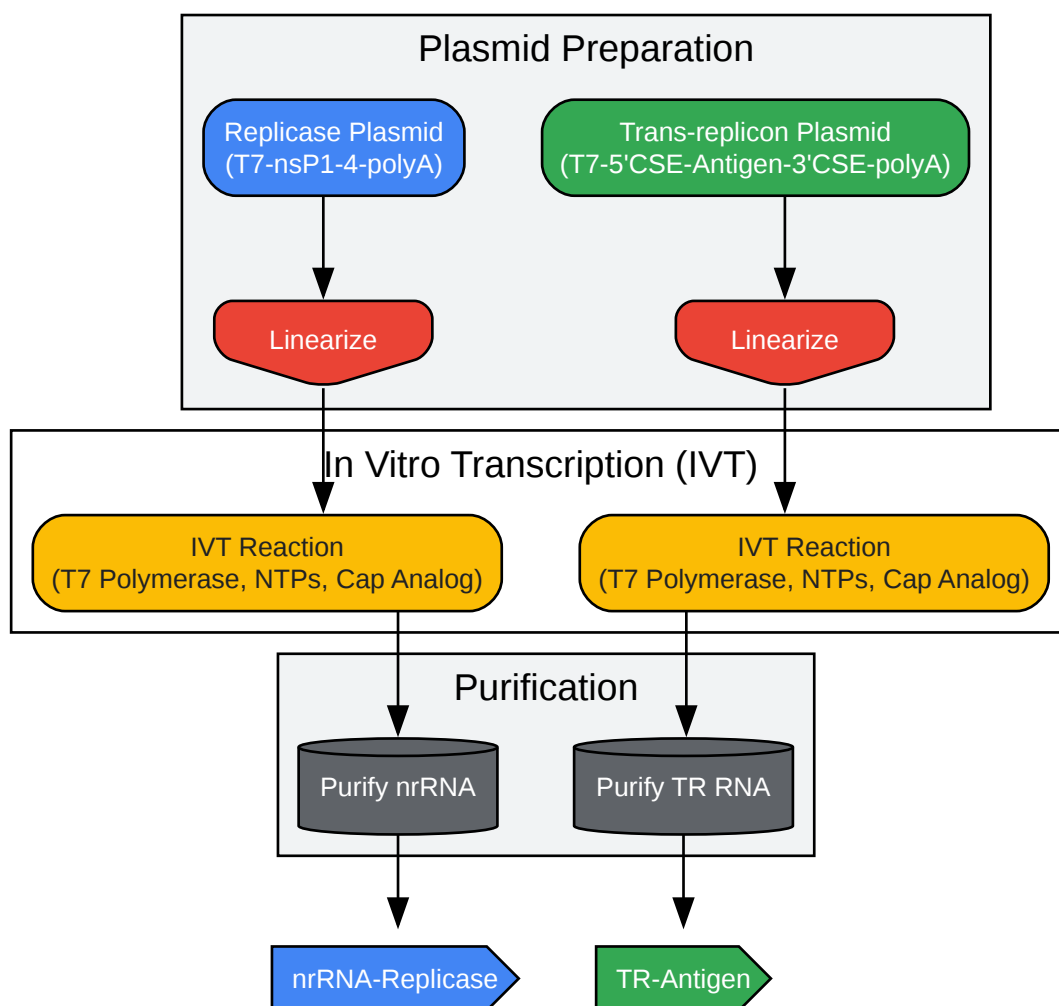 Plasmid Preparation
Replicase Plasmid
(T7-nsP1-4-polyA)
Trans-replicon Plasmid
(T7-5'CSE-Antigen-3'CSE-polyA)
Linearize
Linearize
In Vitro Transcription (IVT)
IVT Reaction
(T7 Polymerase, NTPs, Cap Analog)
IVT Reaction
(T7 Polymerase, NTPs, Cap Analog)
Purification
Purify nrRNA
Purify TR RNA
nrRNA-Replicase
TR-Antigen